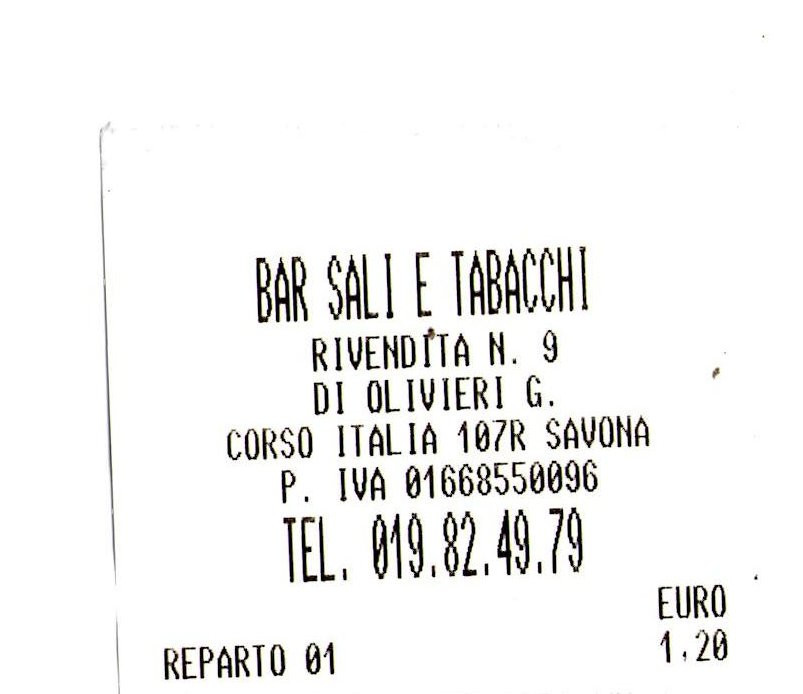 BAR SALI E TABACCHI
RIVENDITA N. 9
DI OLIVIERI G.
CORSO ITALIA 107R SAVONA
P. IVA 01668550096
TEL. 019.82.49.79
EURO
REPARTO 01 1,20